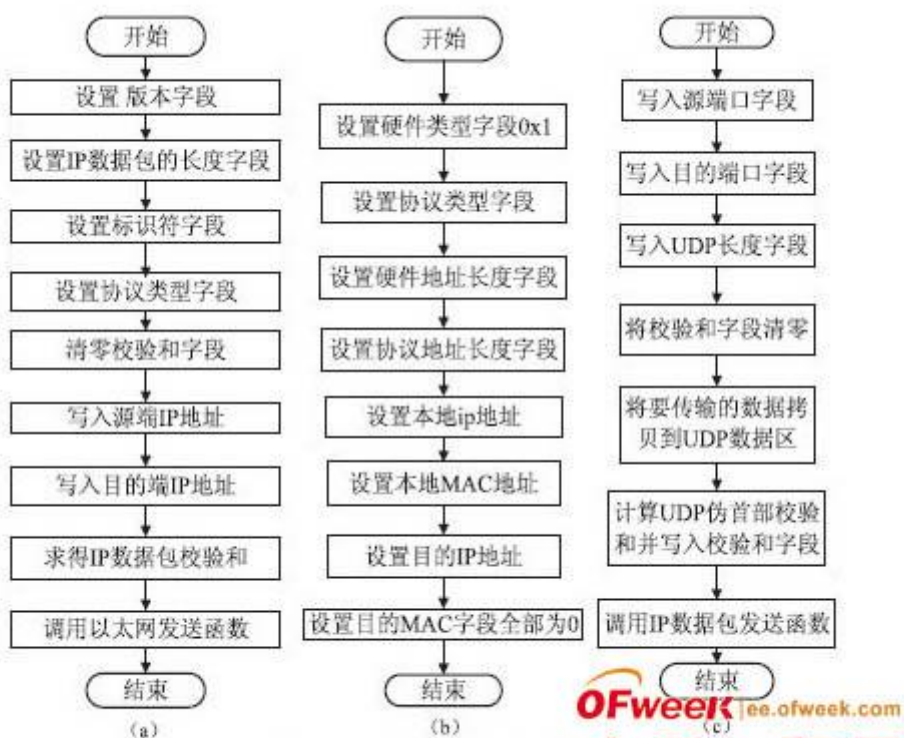 开始
设置 版本字段
设置IP数据包的长度字段
设置标识符字段
设置协议类型字段
清零校验和字段
写入源端IP地址
写入目的端IP地址
求得IP数据包校验和
调用以太网发送函数
结束
(a)
开始
设置硬件类型字段0x1
设置协议类型字段
设置硬件地址长度字段
设置协议地址长度字段
设置本地ip地址
设置本地MAC地址
设置目的IP地址
设置目的MAC字段全部为0
结束
(b)
开始
写入源端口字段
写入目的端口字段
写入UDP长度字段
将校验和字段清零
将要传输的数据拷
贝到UDP数据区
计算UDP伪首部校验
和并写入校验和字段
调用IP数据包发送函数
结束
(c)
OFweek ee.ofweek.com